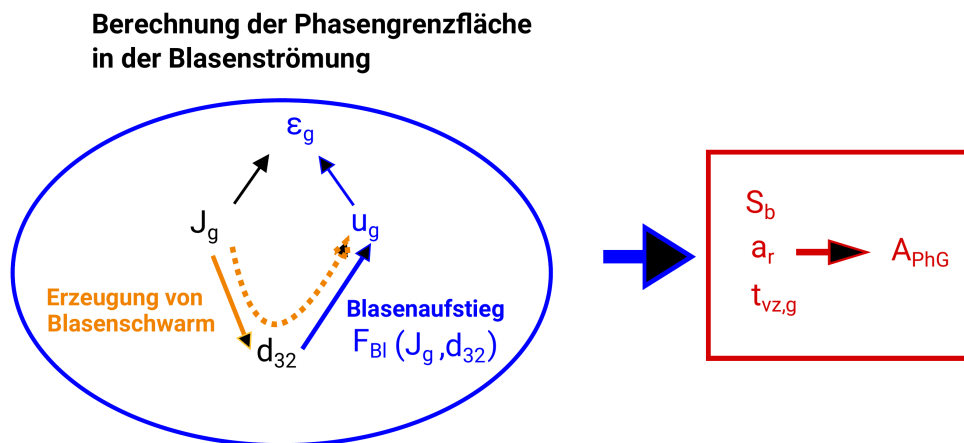 Berechnung der Phasengrenzfläche
in der Blasenströmung
εg
Jg
ug
Erzeugung von
Blasenschwarm
d32
Blasenaufstieg
FBl (Jg ,d32)
Sb
ar
tvz,g
APhG